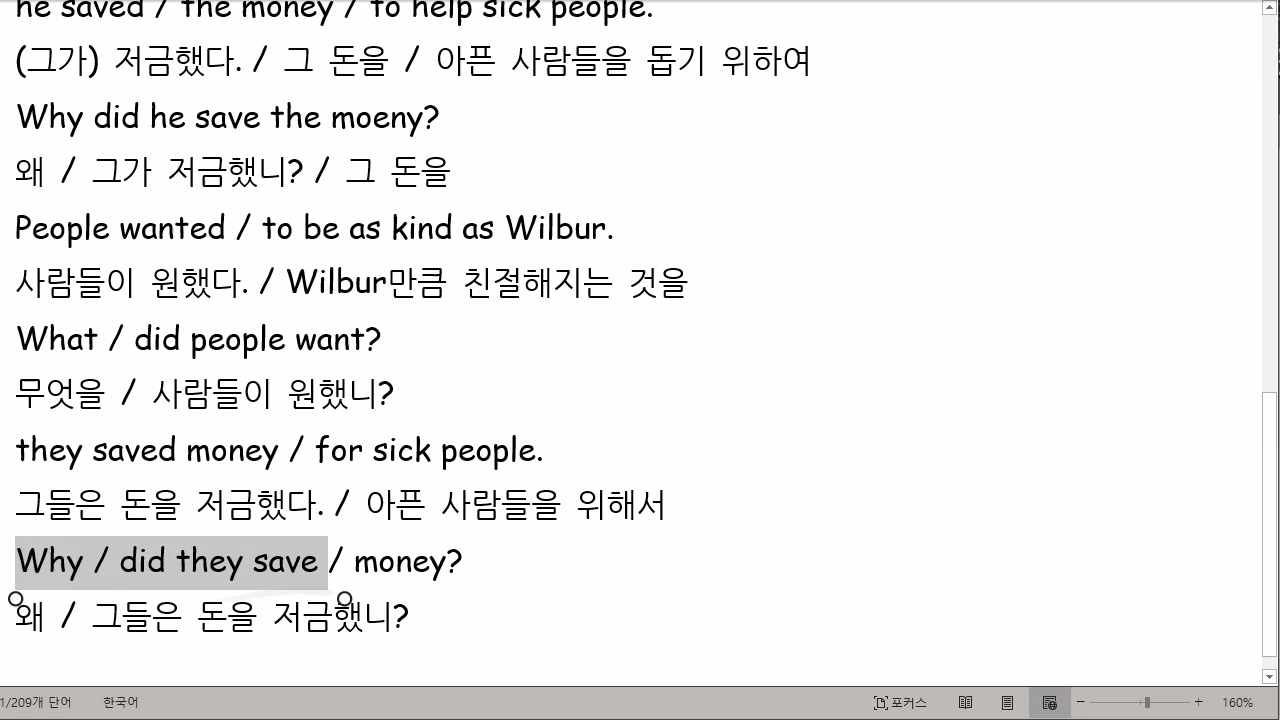 he saved / the money / to help sick people.
(그가) 저금했다. / 그 돈을 / 아픈 사람들을 돕기 위하여
Why did he save the moeny?
왜 / 그가 저금했니? / 그 돈을
People wanted / to be as kind as Wilbur.
사람들이 원했다. / Wilbur만큼 친절해지는 것을
What / did people want?
무엇을 / 사람들이 원했니?
they saved money / for sick people.
그들은 돈을 저금했다. / 아픈 사람들을 위해서
Why / did they save / money?
왜 / 그들은 돈을 저금했니?
1/209개 단어 한국어 포커스 160%